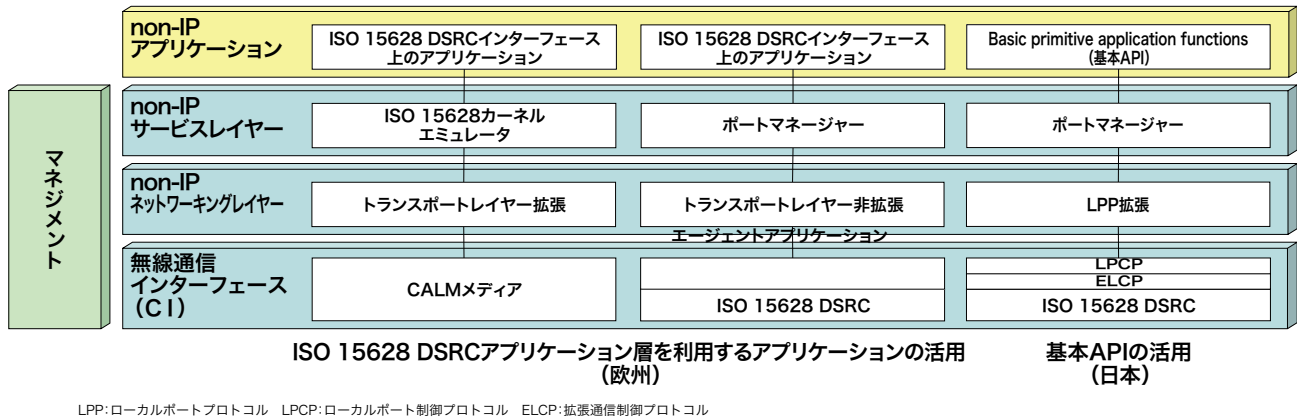 non-IP
アプリケーション
ISO 15628 DSRCインターフェース
上のアプリケーション
ISO 15628 DSRCインターフェース
上のアプリケーション
Basic primitive application functions
(基本API)
マネジメント
non-IP
サービスレイヤー
ISO 15628カーネル
エミュレータ
ポートマネージャー
ポートマネージャー
non-IP
ネットワーキングレイヤー
トランスポートレイヤー拡張
トランスポートレイヤー非拡張
LPP拡張
無線通信
インターフェース
(CI)
CALMメディア
エージェントアプリケーション
ISO 15628 DSRC
LPCP
ELCP
ISO 15628 DSRC
ISO 15628 DSRCアプリケーション層を利用するアプリケーションの活用
(欧州)
基本APIの活用
(日本)
LPP:ローカルポートプロトコル LPCP:ローカルポート制御プロトコル ELCP:拡張通信制御プロトコル